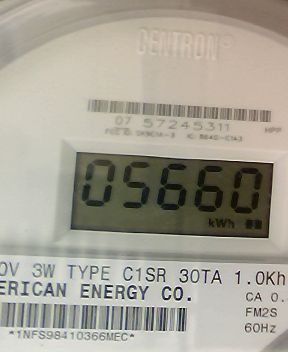 CENTRON®
07 57245311 HPP
05660
kWh
0V 3W TYPE C1SR 30TA 1.0Kh
ERICAN ENERGY CO.
CA 0.
FM2S
*1NFS98410366MEC*
60Hz